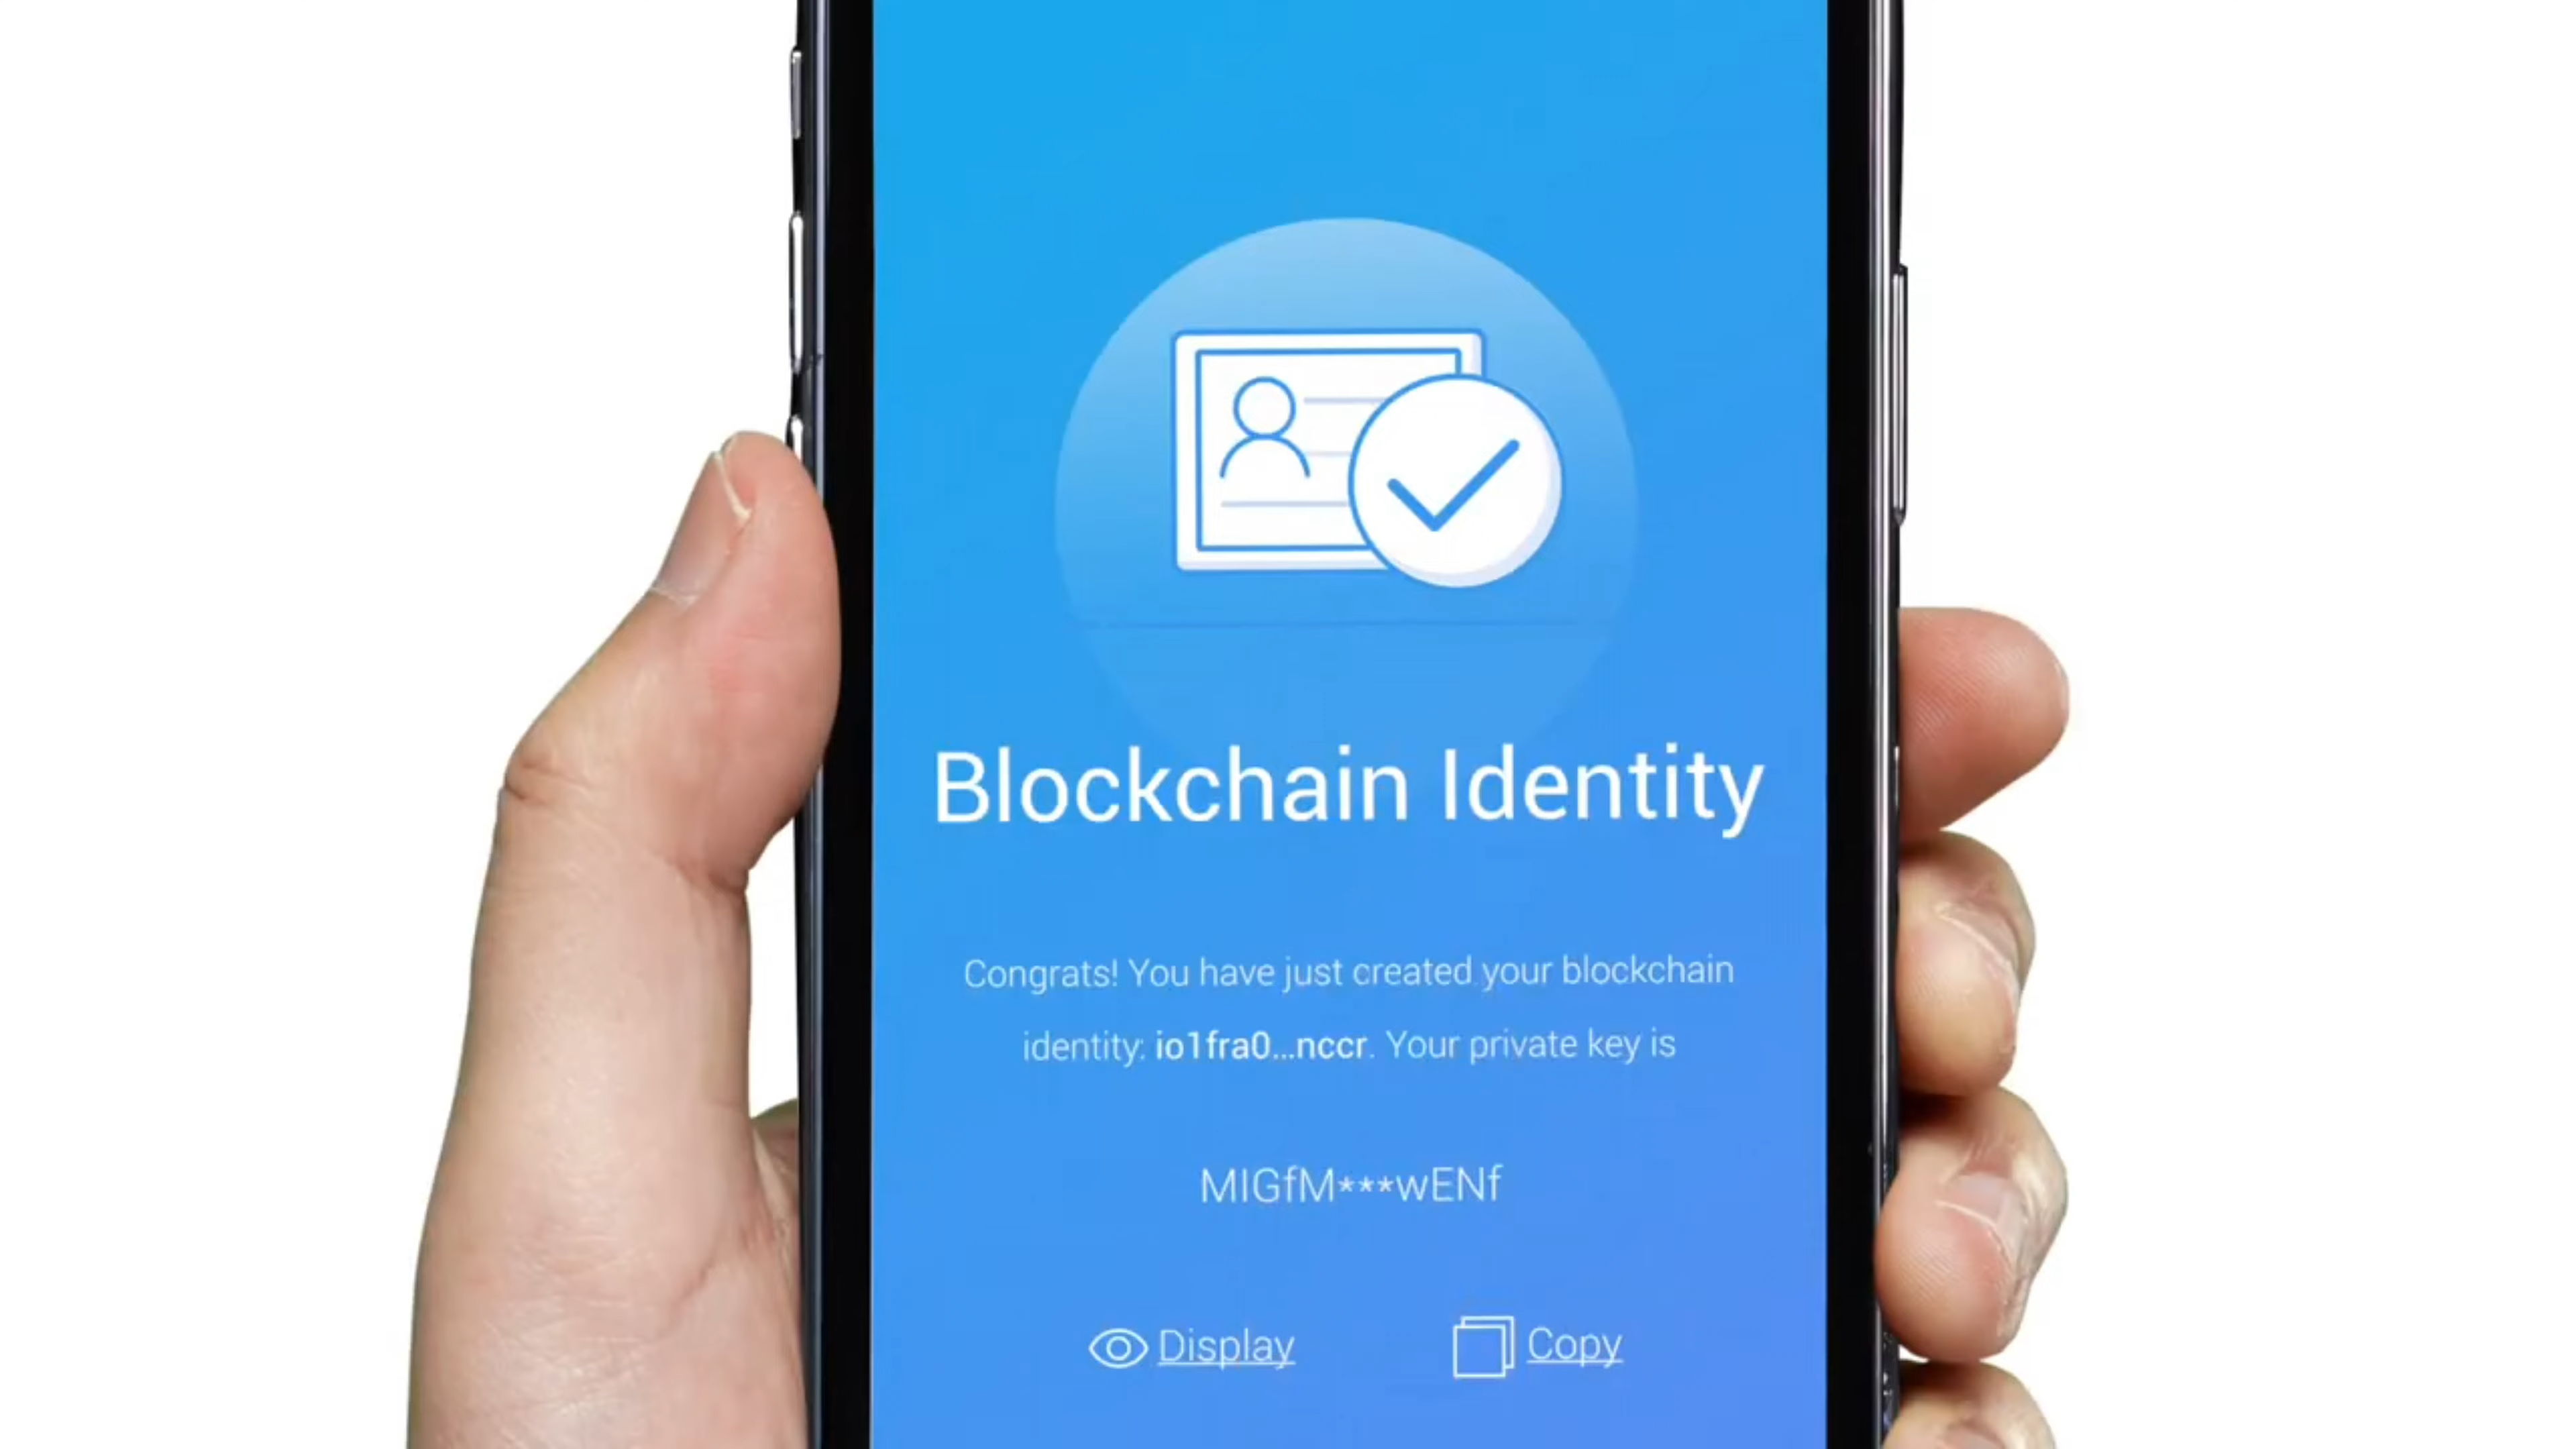 Blockchain Identity
Congrats! You have just created your blockchain
identity: io1fra0...nccr. Your private key is
MIGfM***wENf
Display Copy